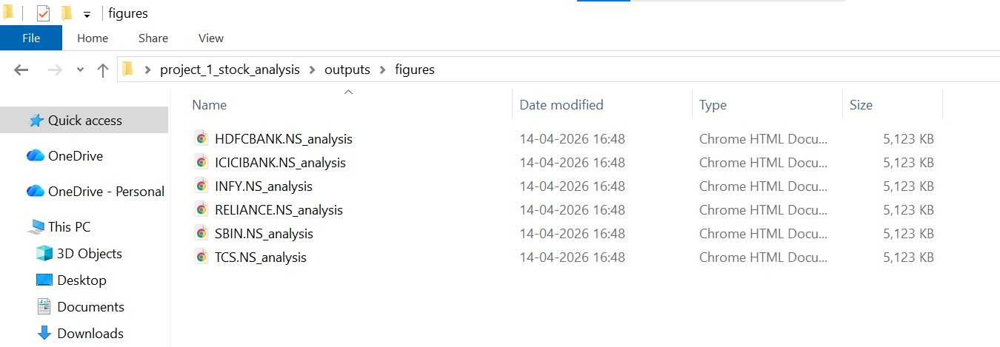 figures
File Home Share View
project_1_stock_analysis outputs figures
Name Date modified Type Size
Quick access
OneDrive
OneDrive - Personal
This PC
3D Objects
Desktop
Documents
Downloads
HDFCBANK.NS_analysis 14-04-2026 16:48 Chrome HTML Docu... 5,123 KB
ICICIBANK.NS_analysis 14-04-2026 16:48 Chrome HTML Docu... 5,123 KB
INFY.NS_analysis 14-04-2026 16:48 Chrome HTML Docu... 5,123 KB
RELIANCE.NS_analysis 14-04-2026 16:48 Chrome HTML Docu... 5,123 KB
SBIN.NS_analysis 14-04-2026 16:48 Chrome HTML Docu... 5,123 KB
TCS.NS_analysis 14-04-2026 16:48 Chrome HTML Docu... 5,123 KB